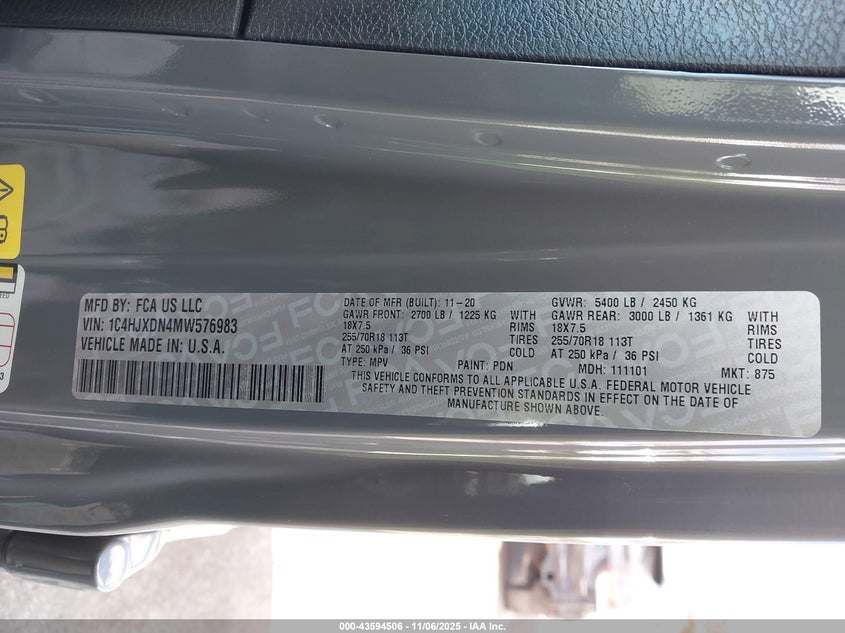 MFD BY: FCA US LLC
VIN: 1C4HJXDN4MW576983
VEHICLE MADE IN: U.S.A.
DATE OF MFR (BUILT): 11-20
GVWR: 5400 LB / 2450 KG
GAWR FRONT: 2700 LB / 1225 KG WITH
GAWR REAR: 3000 LB / 1361 KG WITH
18X7.5 RIMS
18X7.5 RIMS
255/70R18 113T TIRES
255/70R18 113T TIRES
AT 250 kPa / 36 PSI COLD
AT 250 kPa / 36 PSI COLD
TYPE: MPV PAINT: PDN MDH: 111101 MKT: 875
THIS VEHICLE CONFORMS TO ALL APPLICABLE U.S.A. FEDERAL MOTOR VEHICLE
SAFETY AND THEFT PREVENTION STANDARDS IN EFFECT ON THE DATE OF
MANUFACTURE SHOWN ABOVE.
000-43594506 - 11/06/2025 - IAA Inc.